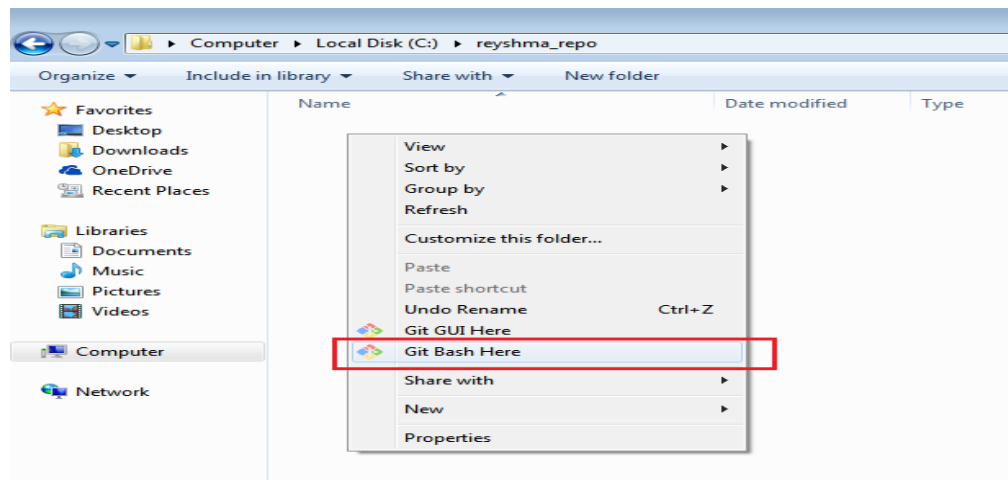 Computer Local Disk (C:) reyshma_repo
Organize Include in library Share with New folder
Name Date modified Type
Favorites
Desktop
Downloads
OneDrive
Recent Places
Libraries
Documents
Music
Pictures
Videos
Computer
Network
View
Sort by
Group by
Refresh
Customize this folder...
Paste
Paste shortcut
Undo Rename Ctrl+Z
Git GUI Here
Git Bash Here
Share with
New
Properties